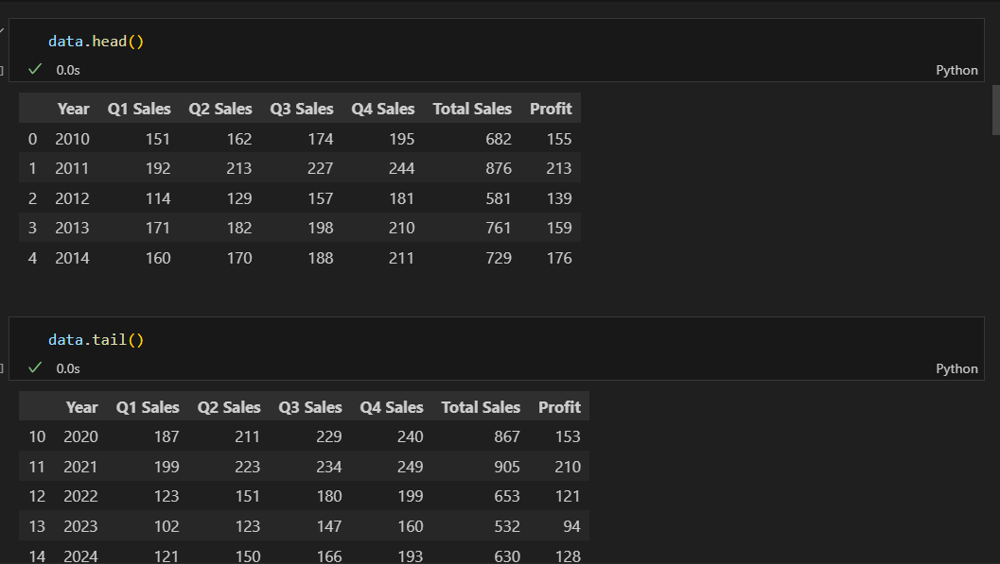 data.head()
0.0s
Python
Year Q1 Sales Q2 Sales Q3 Sales Q4 Sales Total Sales Profit
0 2010 151 162 174 195 682 155
1 2011 192 213 227 244 876 213
2 2012 114 129 157 181 581 139
3 2013 171 182 198 210 761 159
4 2014 160 170 188 211 729 176
data.tail()
0.0s
Python
Year Q1 Sales Q2 Sales Q3 Sales Q4 Sales Total Sales Profit
10 2020 187 211 229 240 867 153
11 2021 199 223 234 249 905 210
12 2022 123 151 180 199 653 121
13 2023 102 123 147 160 532 94
14 2024 121 150 166 193 630 128